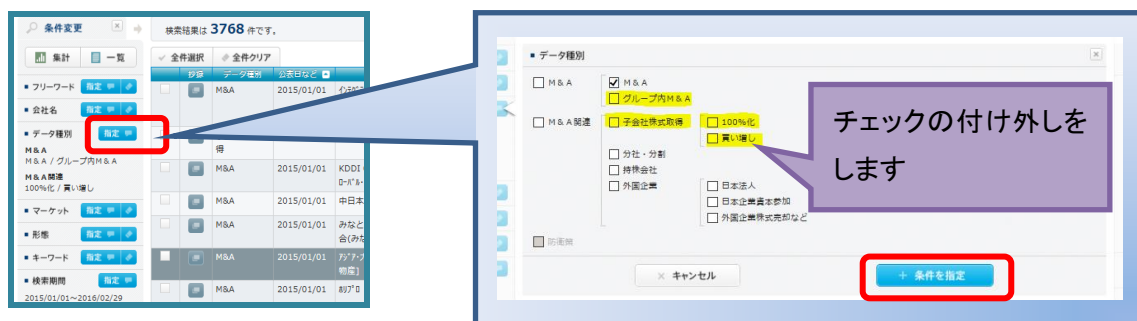 条件変更
検索結果は 3768 件です。
集計 一覧
全件選択 全件クリア
抄録 データ種別 公表日など
フリーワード 指定
M&A 2015/01/01
会社名 指定
データ種別 指定
得
M&A
M&A / グループ内M&A
M&A関連
100%化 / 買い増し
M&A 2015/01/01 KDDI
マーケット 指定
M&A 2015/01/01 中日本
形態 指定
M&A 2015/01/01 みなと
合(みな
キーワード 指定
M&A 2015/01/01
物産]
検索期間 指定
2015/01/01~2016/02/29
M&A 2015/01/01
データ種別
M&A
M&A
グループ内M&A
M&A関連
子会社株式取得
100%化
買い増し
分社・分割
持株会社
外国企業
日本法人
日本企業資本参加
外国企業株式売却など
防衛策
× キャンセル
+ 条件を指定
チェックの付け外しを
します